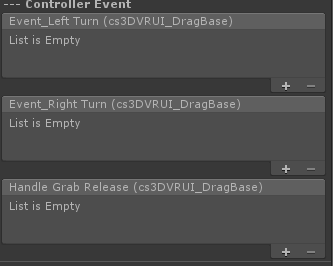 --- Controller Event
Event_Left Turn (cs3DVRUI_DragBase)
List is Empty
+ −
Event_Right Turn (cs3DVRUI_DragBase)
List is Empty
+ −
Handle Grab Release (cs3DVRUI_DragBase)
List is Empty
+ −